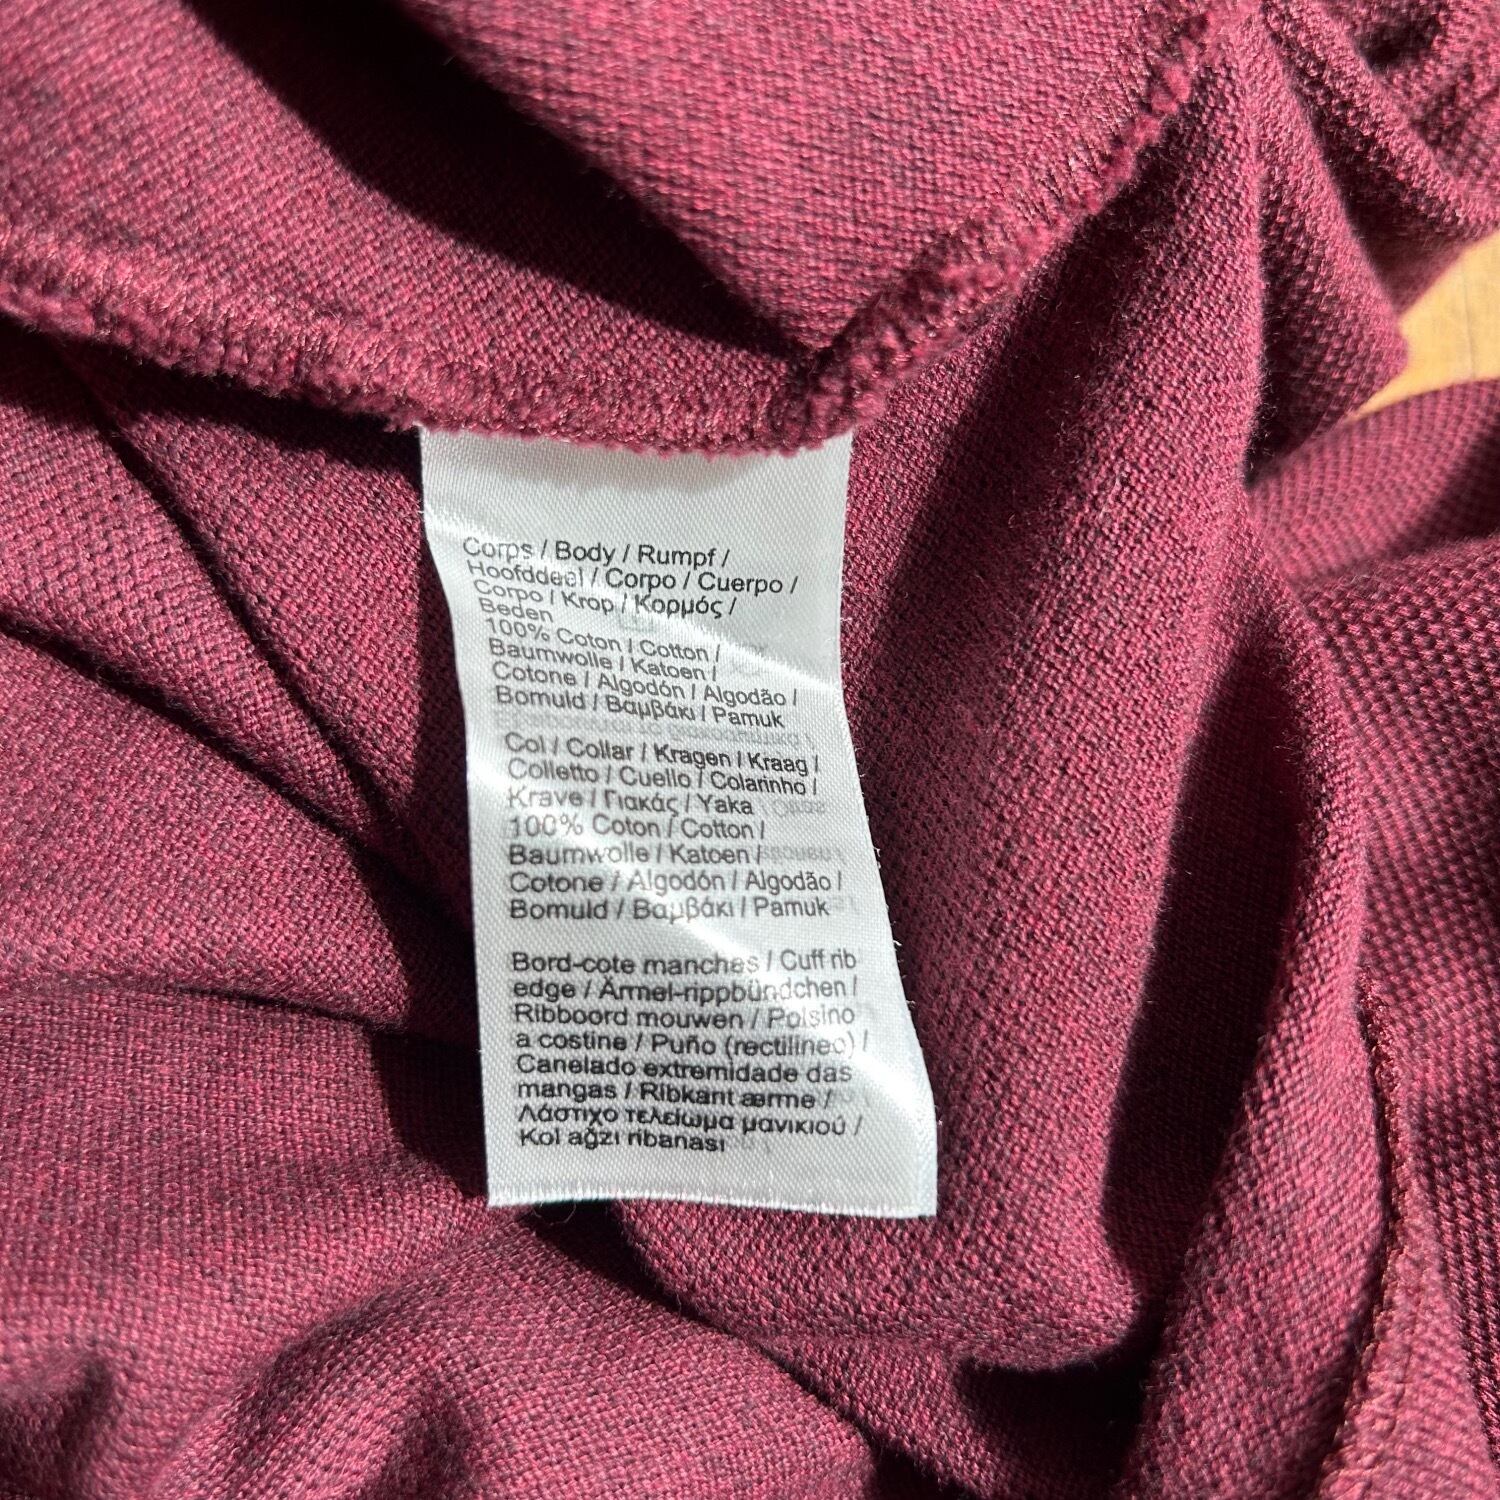 Corps / Body / Rumpf /
Hoofddeel / Corpo / Cuerpo /
Corpo / Krop / Κορμός /
Beden
100% Coton / Cotton /
Baumwolle / Katoen /
Cotone / Algodón / Algodão /
Bomuld / Βαμβάκι / Pamuk
Col / Collar / Kragen / Kraag /
Colletto / Cuello / Colarinho /
Krave / Γιακάς / Yaka
100% Coton / Cotton /
Baumwolle / Katoen /
Cotone / Algodón / Algodão /
Bomuld / Βαμβάκι / Pamuk
Bord-cote manches / Cuff rib
edge / Ärmel-rippbündchen /
Ribboord mouwen / Polsino
a costine / Puño (rectilineo) /
Canelado extremidade das
mangas / Ribkant ærme /
Λάστιχο τελείωμα μανικιού /
Kol ağzı ribanası